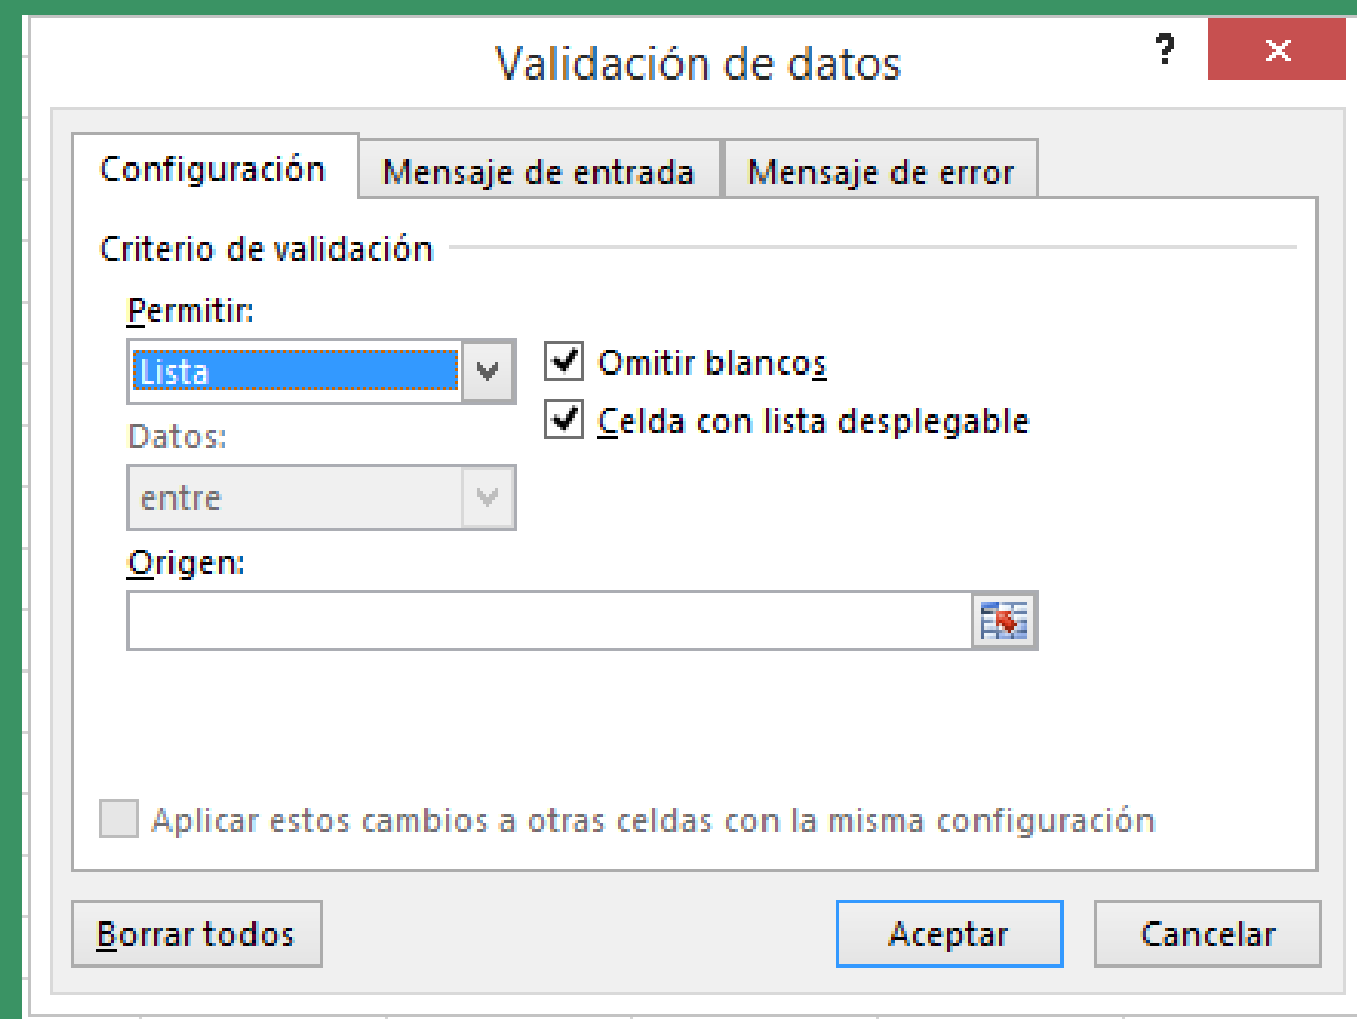 Validación de datos ?
Configuración Mensaje de entrada Mensaje de error
Criterio de validación
Permitir:
Lista
Omitir blancos
Celda con lista desplegable
Datos:
entre
Origen:
Aplicar estos cambios a otras celdas con la misma configuración
Borrar todos Aceptar Cancelar